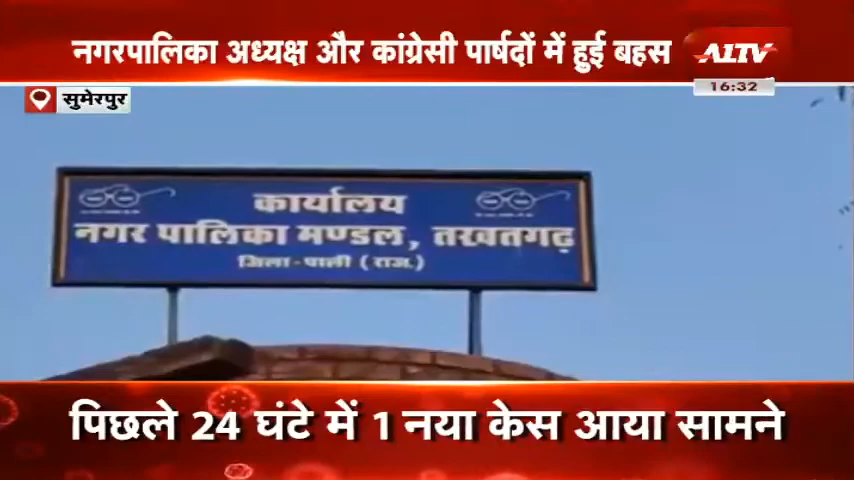 नगरपालिका अध्यक्ष और कांग्रेसी पार्षदों में हुई बहस
ALTV
16:32
सुमेरपुर
कार्यालय
नगर पालिका मण्डल, तखतगढ़
जिला-पाली (राज.)
पिछले 24 घंटे में 1 नया केस आया सामने